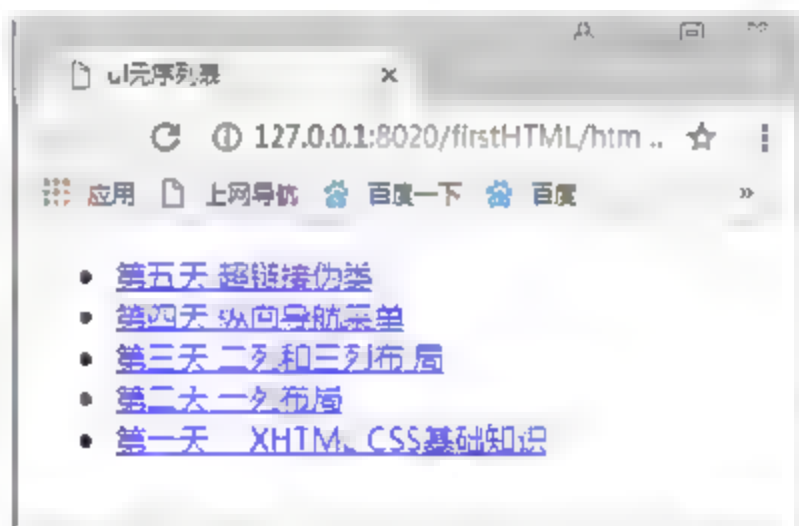 ul无序列表
127.0.0.1:8020/firstHTML/htm ..
应用 上网导航 百度一下 百度 »
第五天 超链接伪类
第四天 纵向导航菜单
第三天 二列和三列布局
第二天 一列布局
第一天 XHTML CSS基础知识